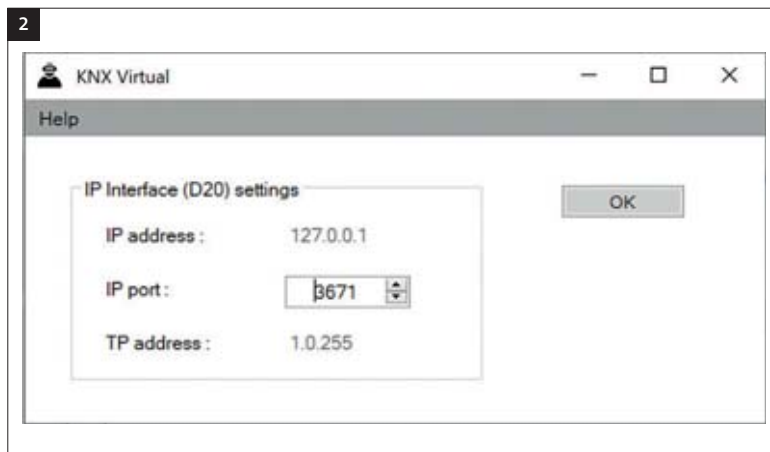 2
KNX Virtual
Help
IP Interface (D20) settings
OK
IP address : 127.0.0.1
IP port : 3671
TP address : 1.0.255